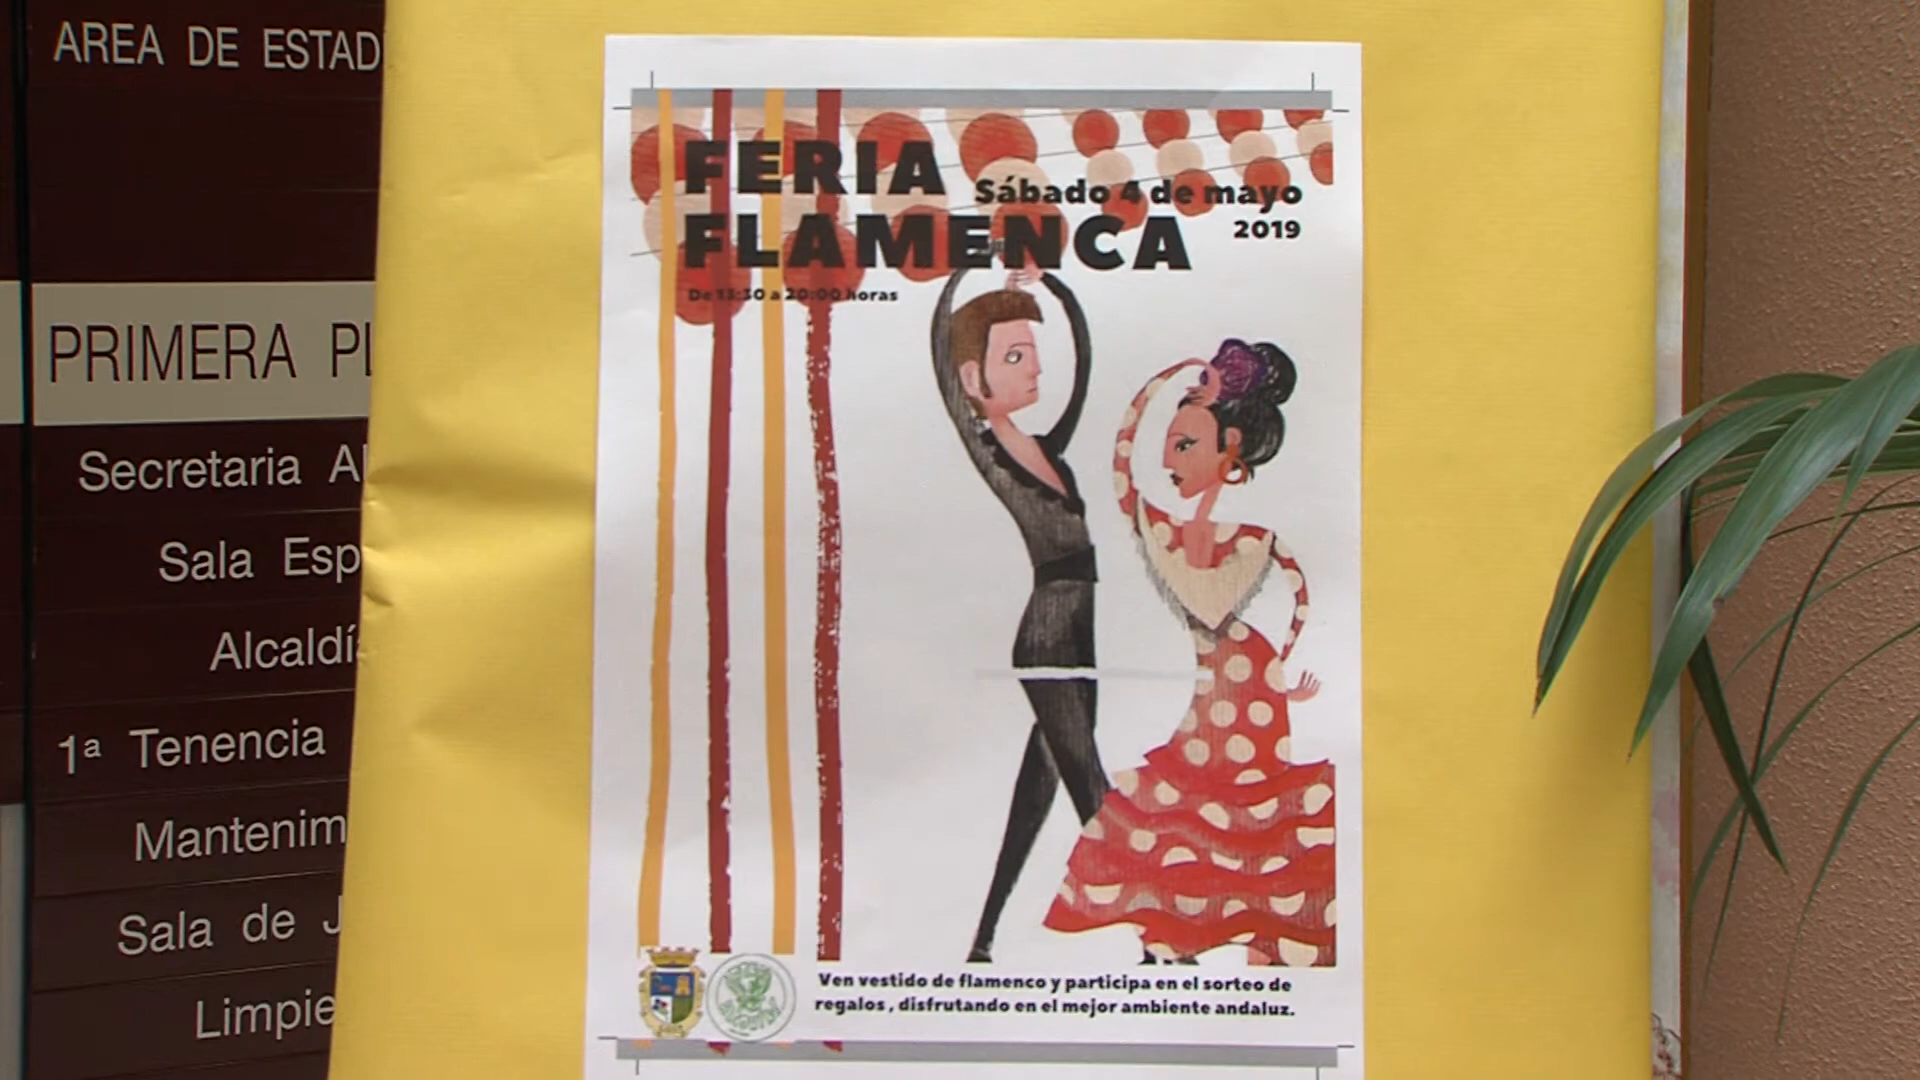 AREA DE ESTAD
PRIMERA PL
Secretaria Al
Sala Esp
Alcaldí
1ª Tenencia
Mantenim
Sala de J
Limpie
FERIA
FLAMENCA
Sábado 4 de mayo
2019
De 13:30 a 20:00 horas
Ven vestido de flamenco y participa en el sorteo de
regalos, disfrutando en el mejor ambiente andaluz.